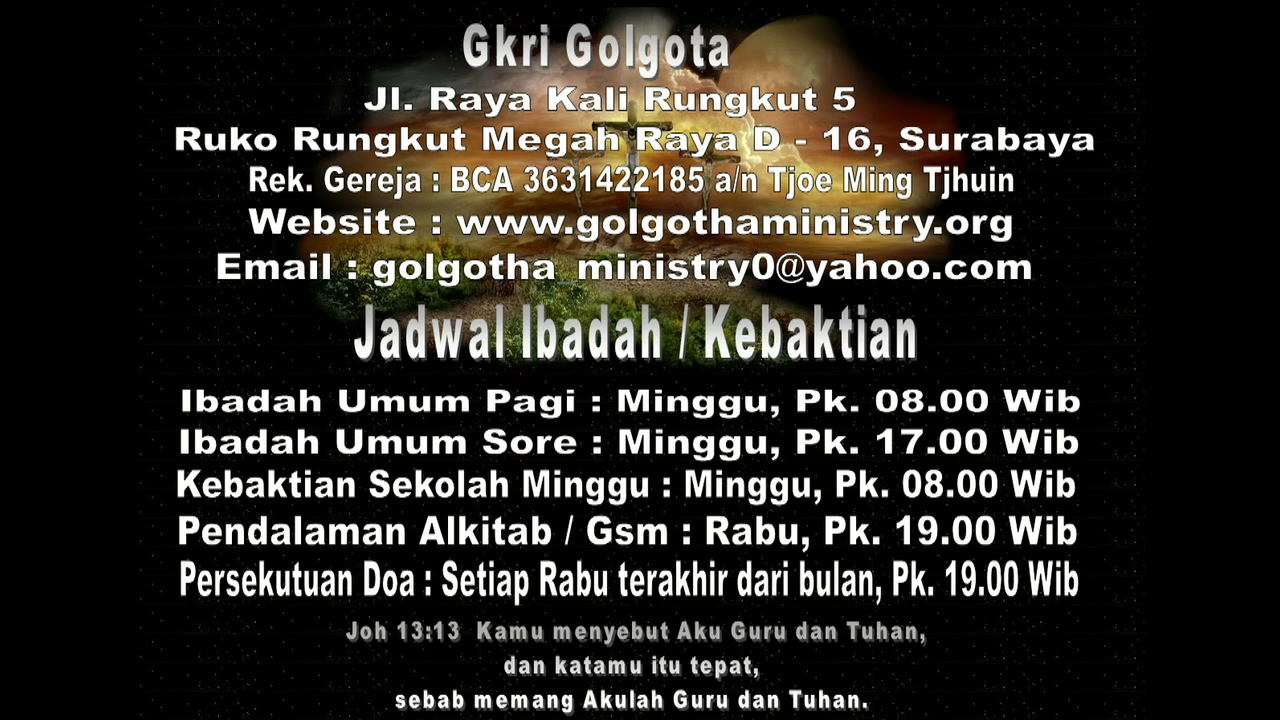 Gkri Golgota
Jl. Raya Kali Rungkut 5
Ruko Rungkut Megah Raya D - 16, Surabaya
Rek. Gereja : BCA 3631422185 a/n Tjoe Ming Tjhuin
Website : www.golgothaministry.org
Email : golgotha_ministry0@yahoo.com
Jadwal Ibadah / Kebaktian
Ibadah Umum Pagi : Minggu, Pk. 08.00 Wib
Ibadah Umum Sore : Minggu, Pk. 17.00 Wib
Kebaktian Sekolah Minggu : Minggu, Pk. 08.00 Wib
Pendalaman Alkitab / Gsm : Rabu, Pk. 19.00 Wib
Persekutuan Doa : Setiap Rabu terakhir dari bulan, Pk. 19.00 Wib
Joh 13:13 Kamu menyebut Aku Guru dan Tuhan,
dan katamu itu tepat,
sebab memang Akulah Guru dan Tuhan.